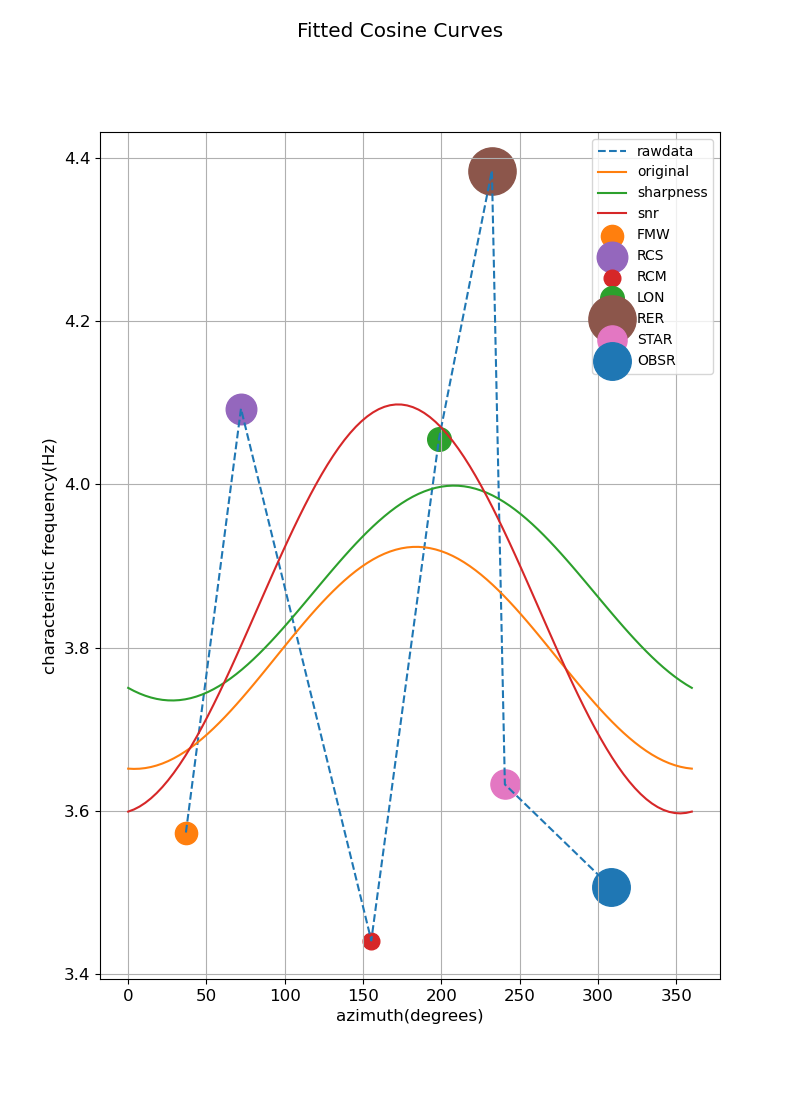 Fitted Cosine Curves
4.4
4.2
4.0
3.8
3.6
3.4
characteristic frequency(Hz)
rawdata
original
sharpness
snr
FMW
RCS
RCM
LON
RER
STAR
OBSR
0 50 100 150 200 250 300 350
azimuth(degrees)